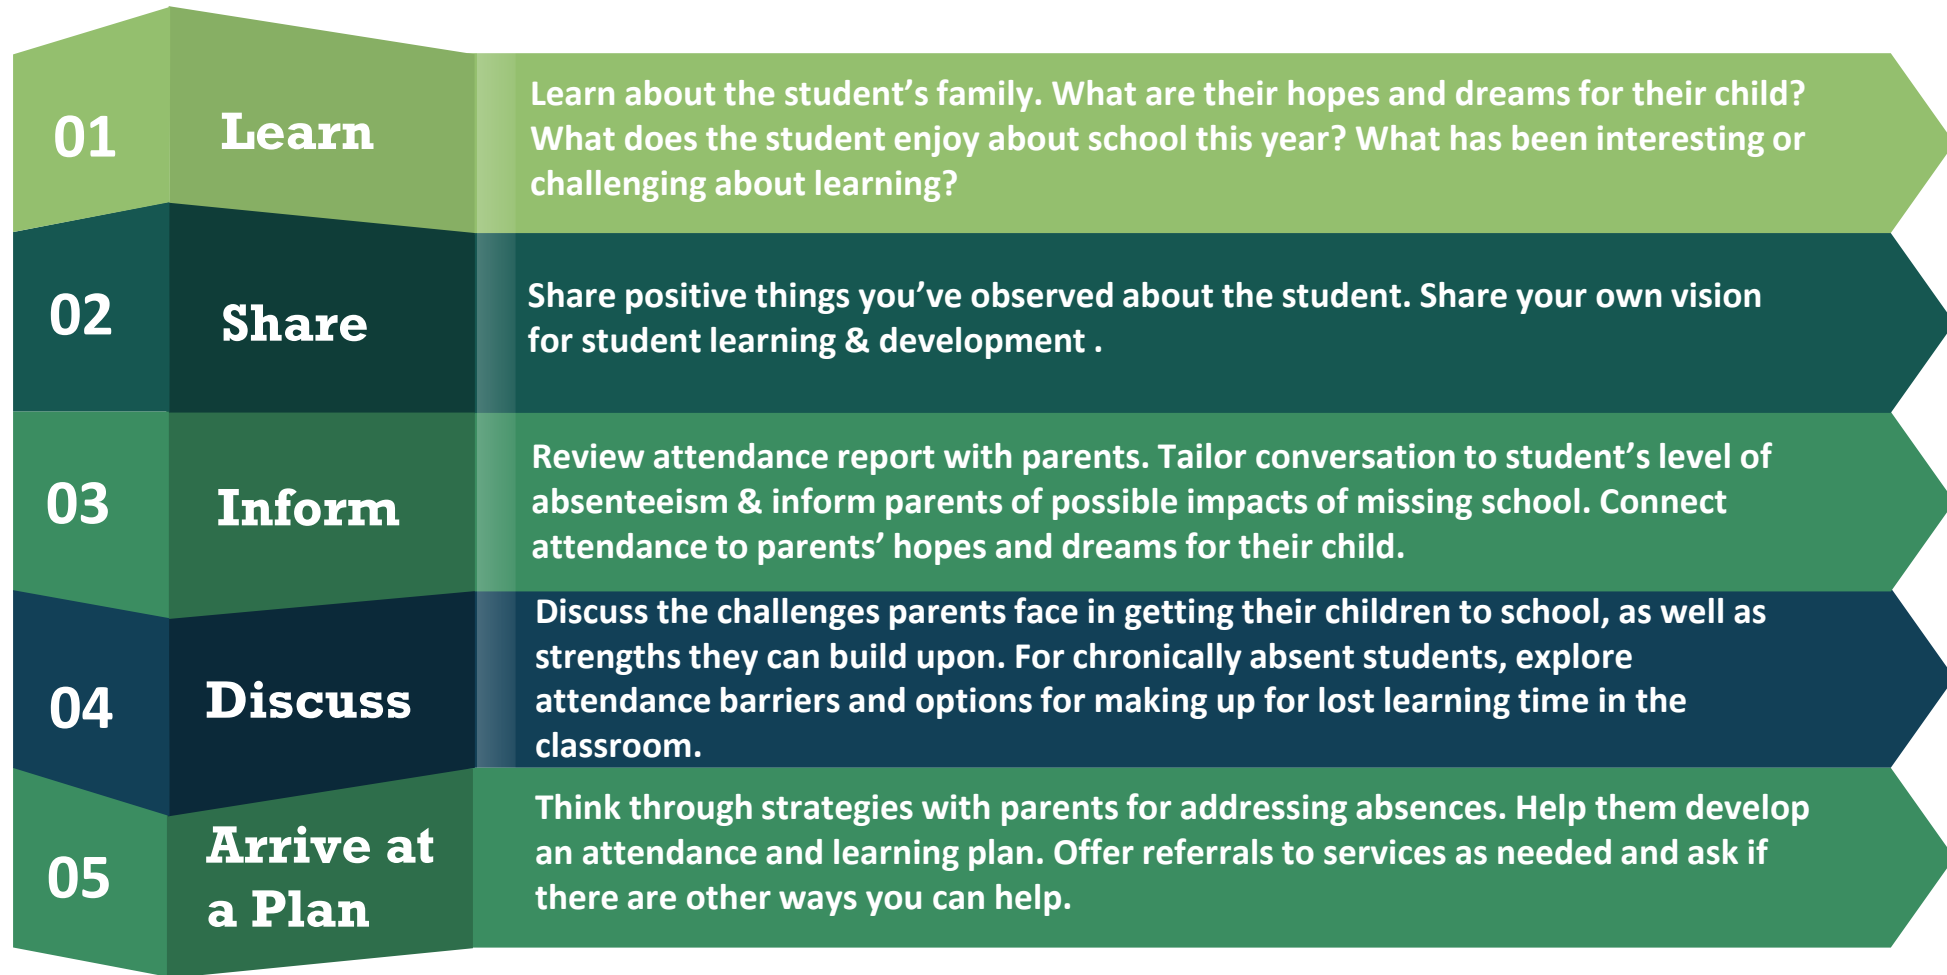 01
Learn
Learn about the student’s family. What are their hopes and dreams for their child?
What does the student enjoy about school this year? What has been interesting or
challenging about learning?
02
Share
Share positive things you’ve observed about the student. Share your own vision
for student learning & development .
03
Inform
Review attendance report with parents. Tailor conversation to student’s level of
absenteeism & inform parents of possible impacts of missing school. Connect
attendance to parents’ hopes and dreams for their child.
04
Discuss
Discuss the challenges parents face in getting their children to school, as well as
strengths they can build upon. For chronically absent students, explore
attendance barriers and options for making up for lost learning time in the
classroom.
05
Arrive at
a Plan
Think through strategies with parents for addressing absences. Help them develop
an attendance and learning plan. Offer referrals to services as needed and ask if
there are other ways you can help.